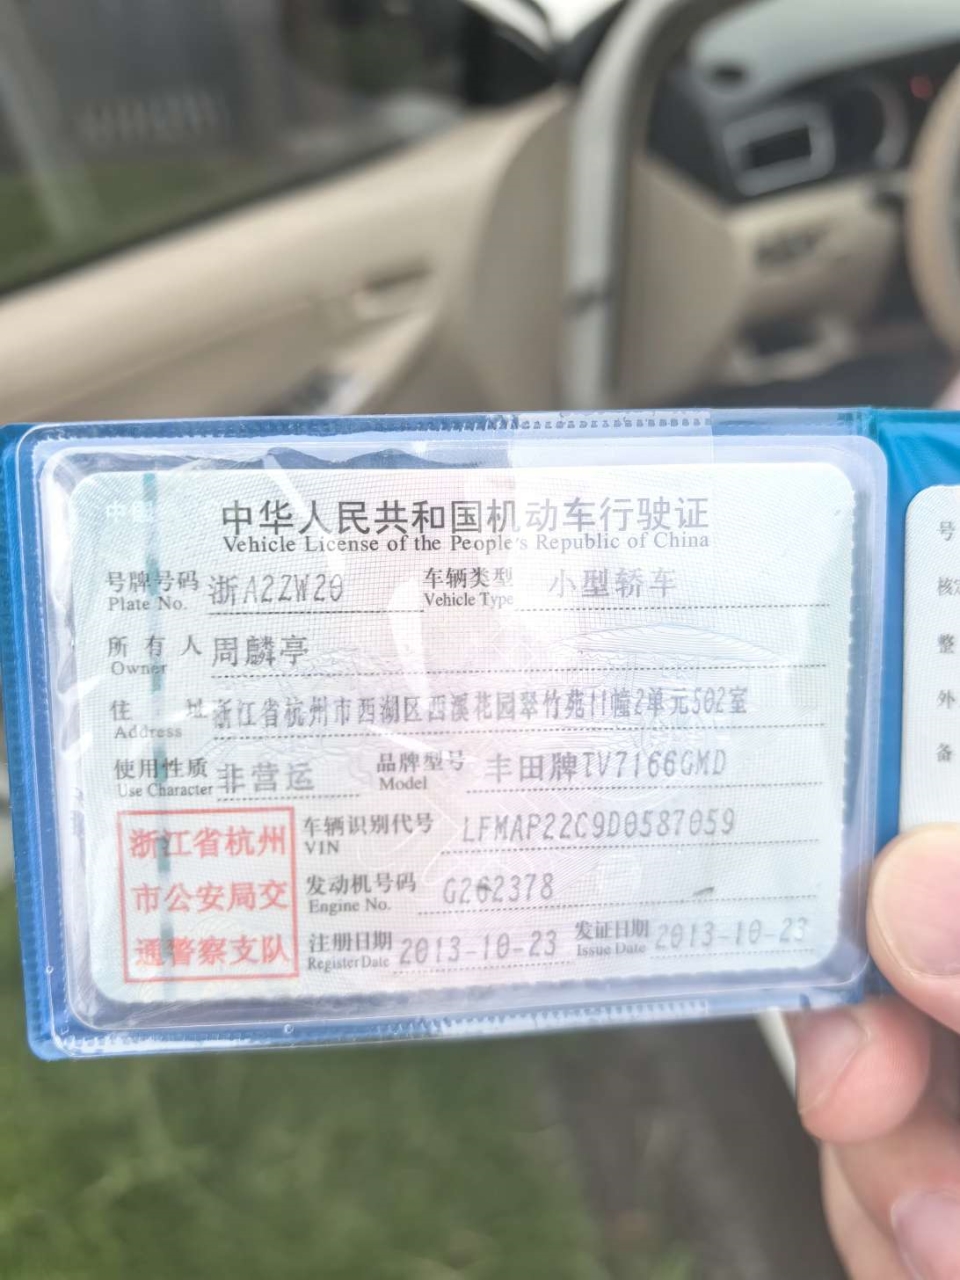 中华人民共和国机动车行驶证
Vehicle License of the People's Republic of China
号牌号码 浙A2ZW20 车辆类型 小型轿车
Plate No. Vehicle Type
所有人 周麟亭
Owner
住址 浙江省杭州市西湖区西溪花园翠竹苑11幢2单元502室
Address
使用性质 非营运 品牌型号 丰田牌TV7166GMD
Use Character Model
浙江省杭州
市公安局交
通警察支队
车辆识别代号 LFMAP22C9D0587059
VIN
发动机号码 G262378
Engine No.
注册日期 2013-10-23 发证日期 2013-10-23
Register Date Issue Date
号
核定
整
外
备